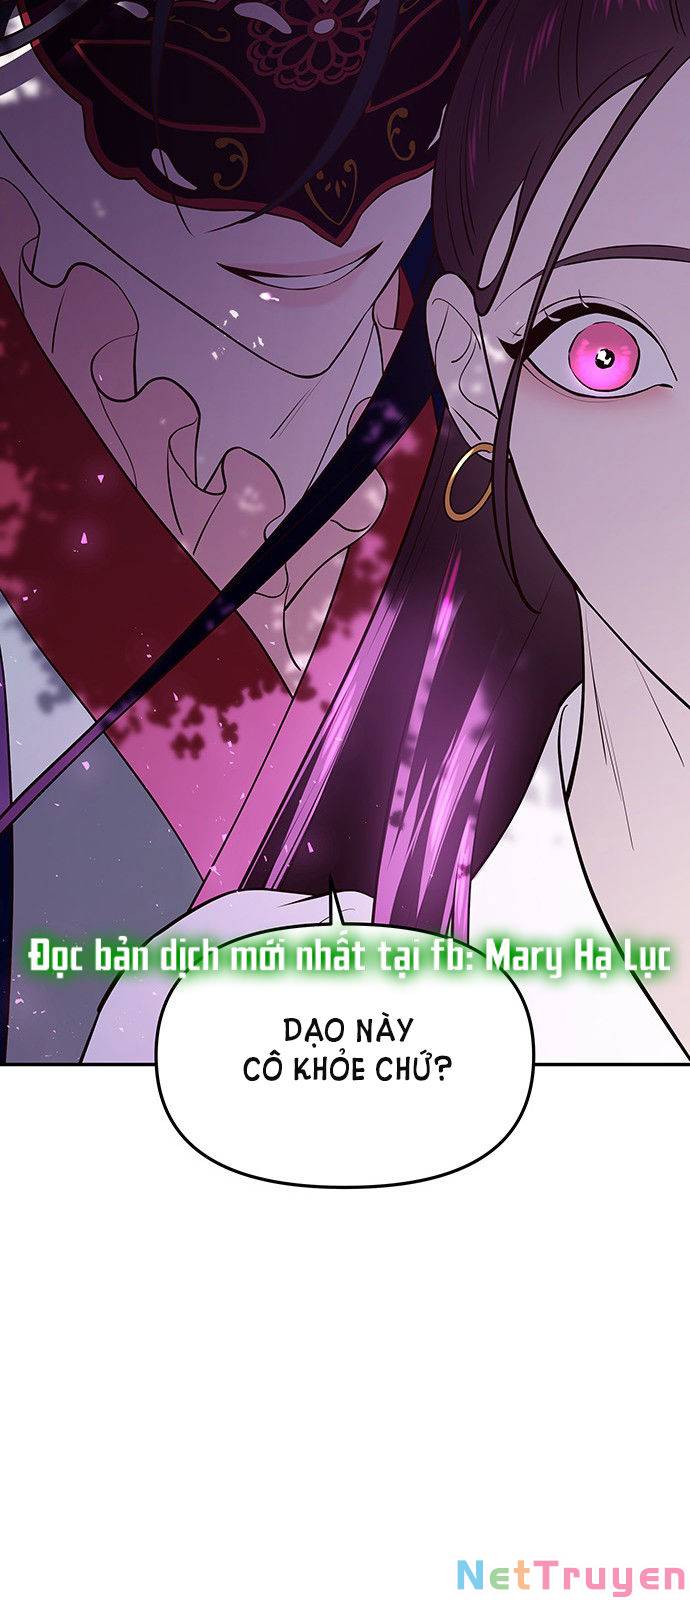 Đọc bản dịch mới nhất tại fb: Mary Hạ Lục
DẠO NÀY
CÔ KHỎE CHỨ?
NetTruyen